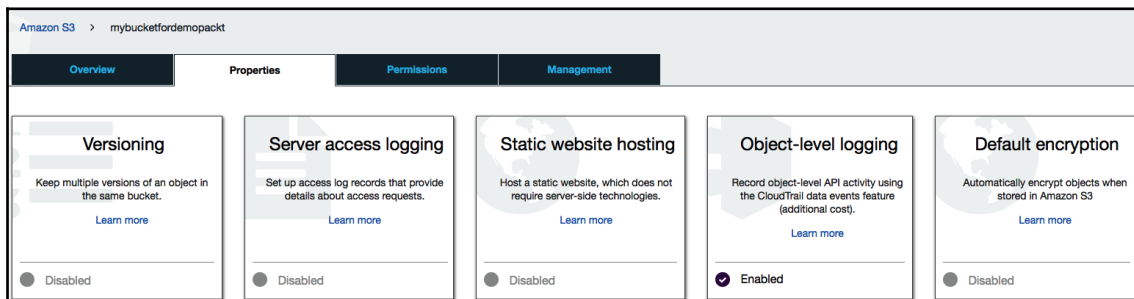 Amazon S3 > mybucketfordemopackt
Overview Properties Permissions Management
Versioning
Keep multiple versions of an object in
the same bucket.
Learn more
Disabled
Server access logging
Set up access log records that provide
details about access requests.
Learn more
Disabled
Static website hosting
Host a static website, which does not
require server-side technologies.
Learn more
Disabled
Object-level logging
Record object-level API activity using
the CloudTrail data events feature
(additional cost).
Learn more
Enabled
Default encryption
Automatically encrypt objects when
stored in Amazon S3
Learn more
Disabled